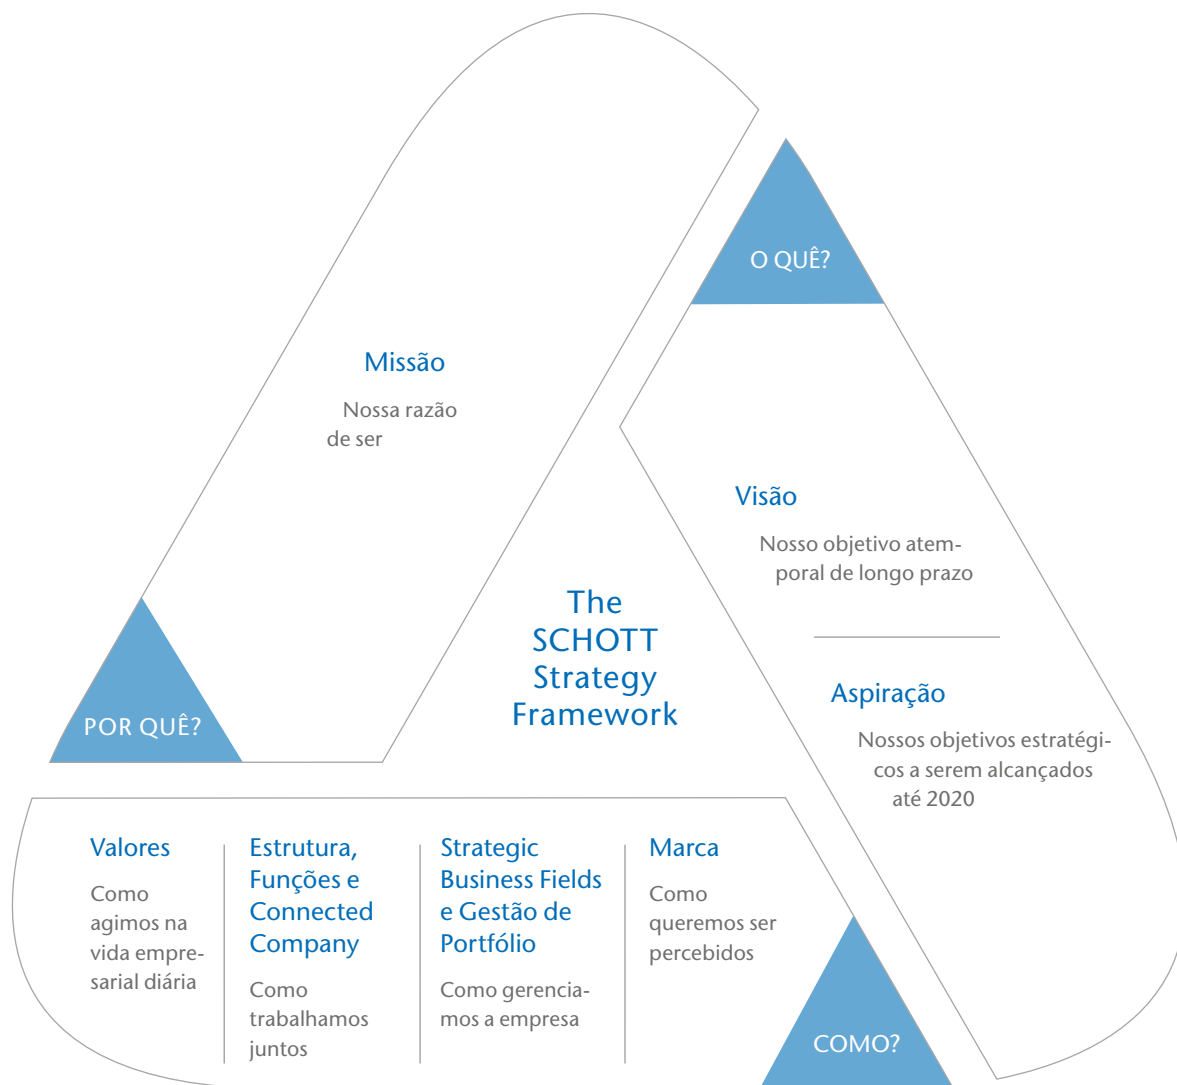 O QUÊ?
Missão
Nossa razão
de ser
Visão
Nosso objetivo atem-
poral de longo prazo
The
SCHOTT
Strategy
Framework
Aspiração
Nossos objetivos estratégi-
cos a serem alcançados
até 2020
POR QUÊ?
Valores
Como
agimos na
vida empre-
sarial diária
Estrutura,
Funções e
Connected
Company
Como
trabalhamos
juntos
Strategic
Business Fields
e Gestão de
Portfólio
Como gerencia-
mos a empresa
Marca
Como
queremos ser
percebidos
COMO?